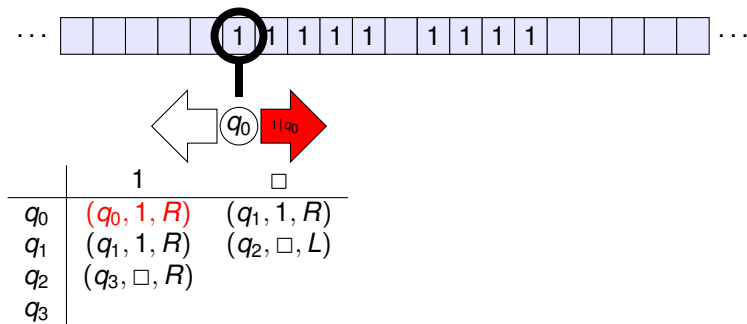 ··· 1 1 1 1 1 1 1 1 1 ···
q₀ 1|q₀
1 □
q₀ (q₀, 1, R) (q₁, 1, R)
q₁ (q₁, 1, R) (q₂, □, L)
q₂ (q₃, □, R)
q₃